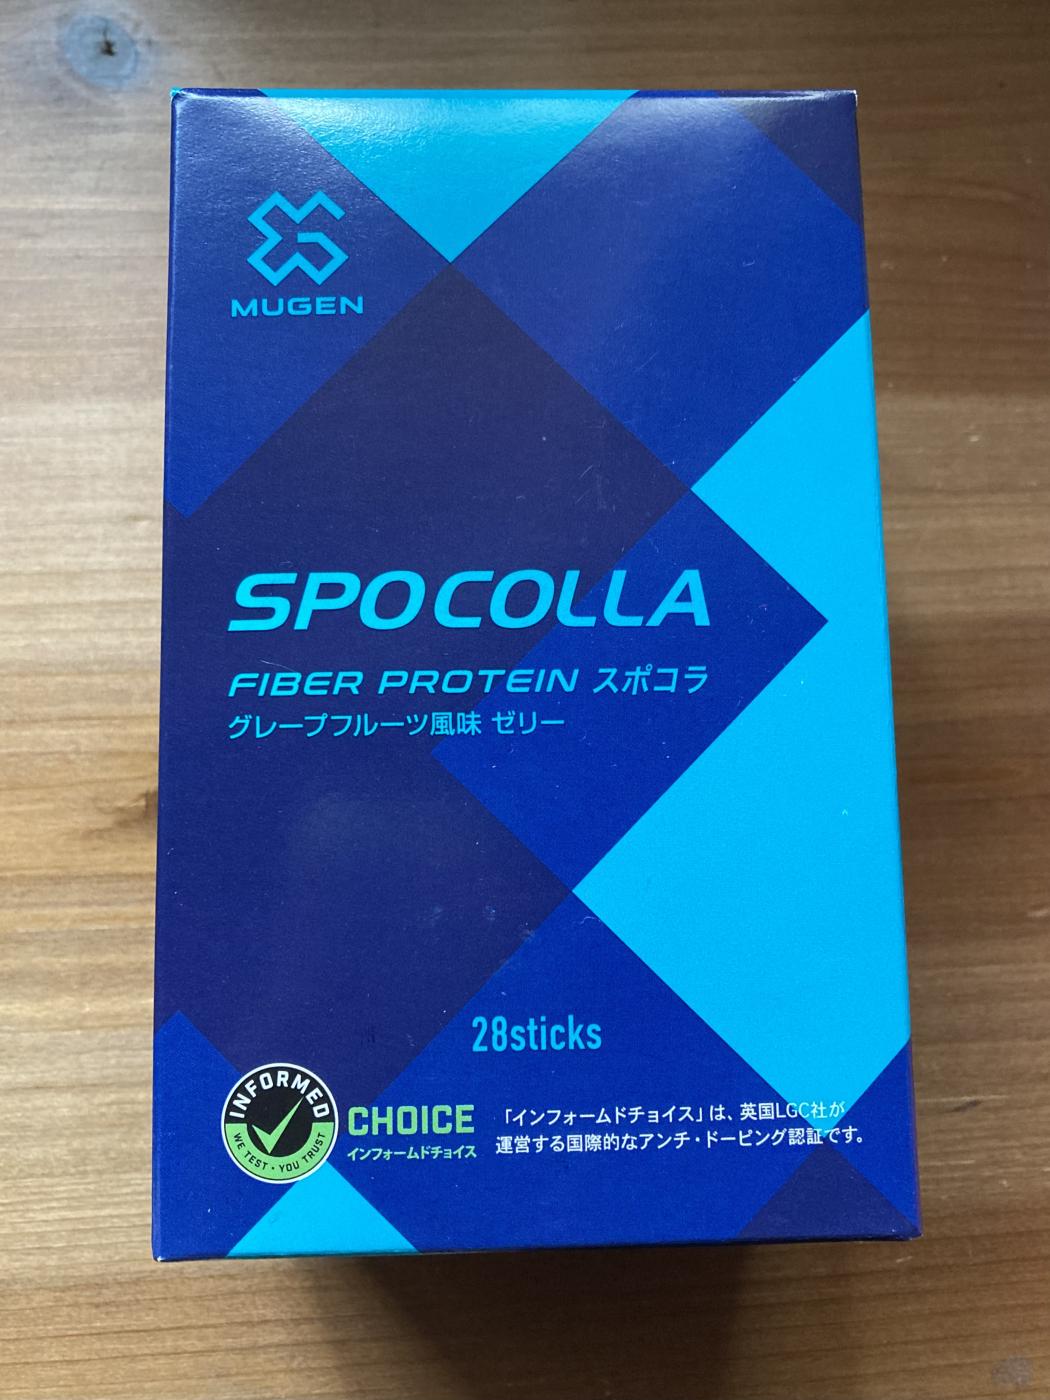 MUGEN
SPOCOLLA
FIBER PROTEIN スポコラ
グレープフルーツ風味 ゼリー
28sticks
INFORMED
WE TEST · YOU TRUST
CHOICE
インフォームドチョイス
「インフォームドチョイス」は、英国LGC社が
運営する国際的なアンチ・ドーピング認証です。